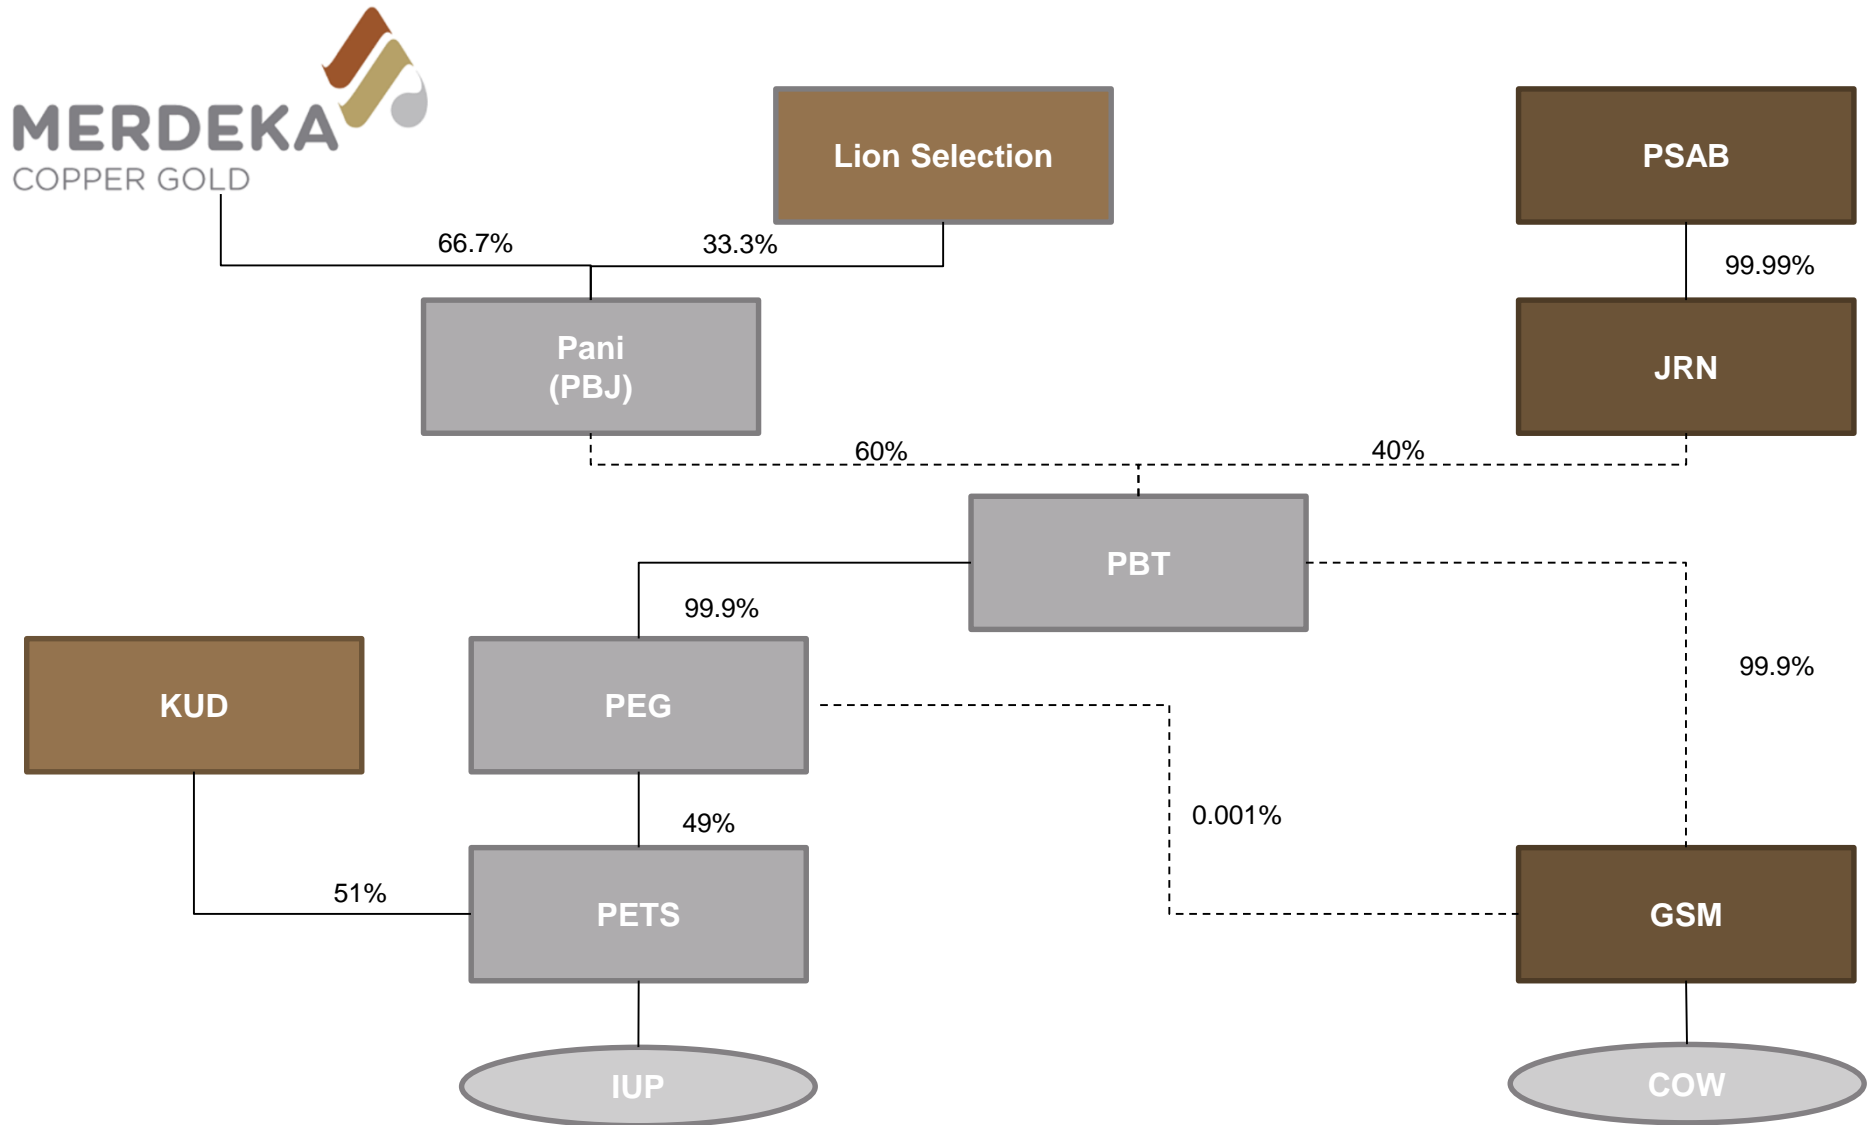 MERDEKA
COPPER GOLD
Lion Selection
PSAB
66.7%
33.3%
99.99%
Pani
(PBJ)
JRN
60%
40%
PBT
99.9%
KUD
PEG
99.9%
0.001%
49%
51%
PETS
GSM
IUP
COW